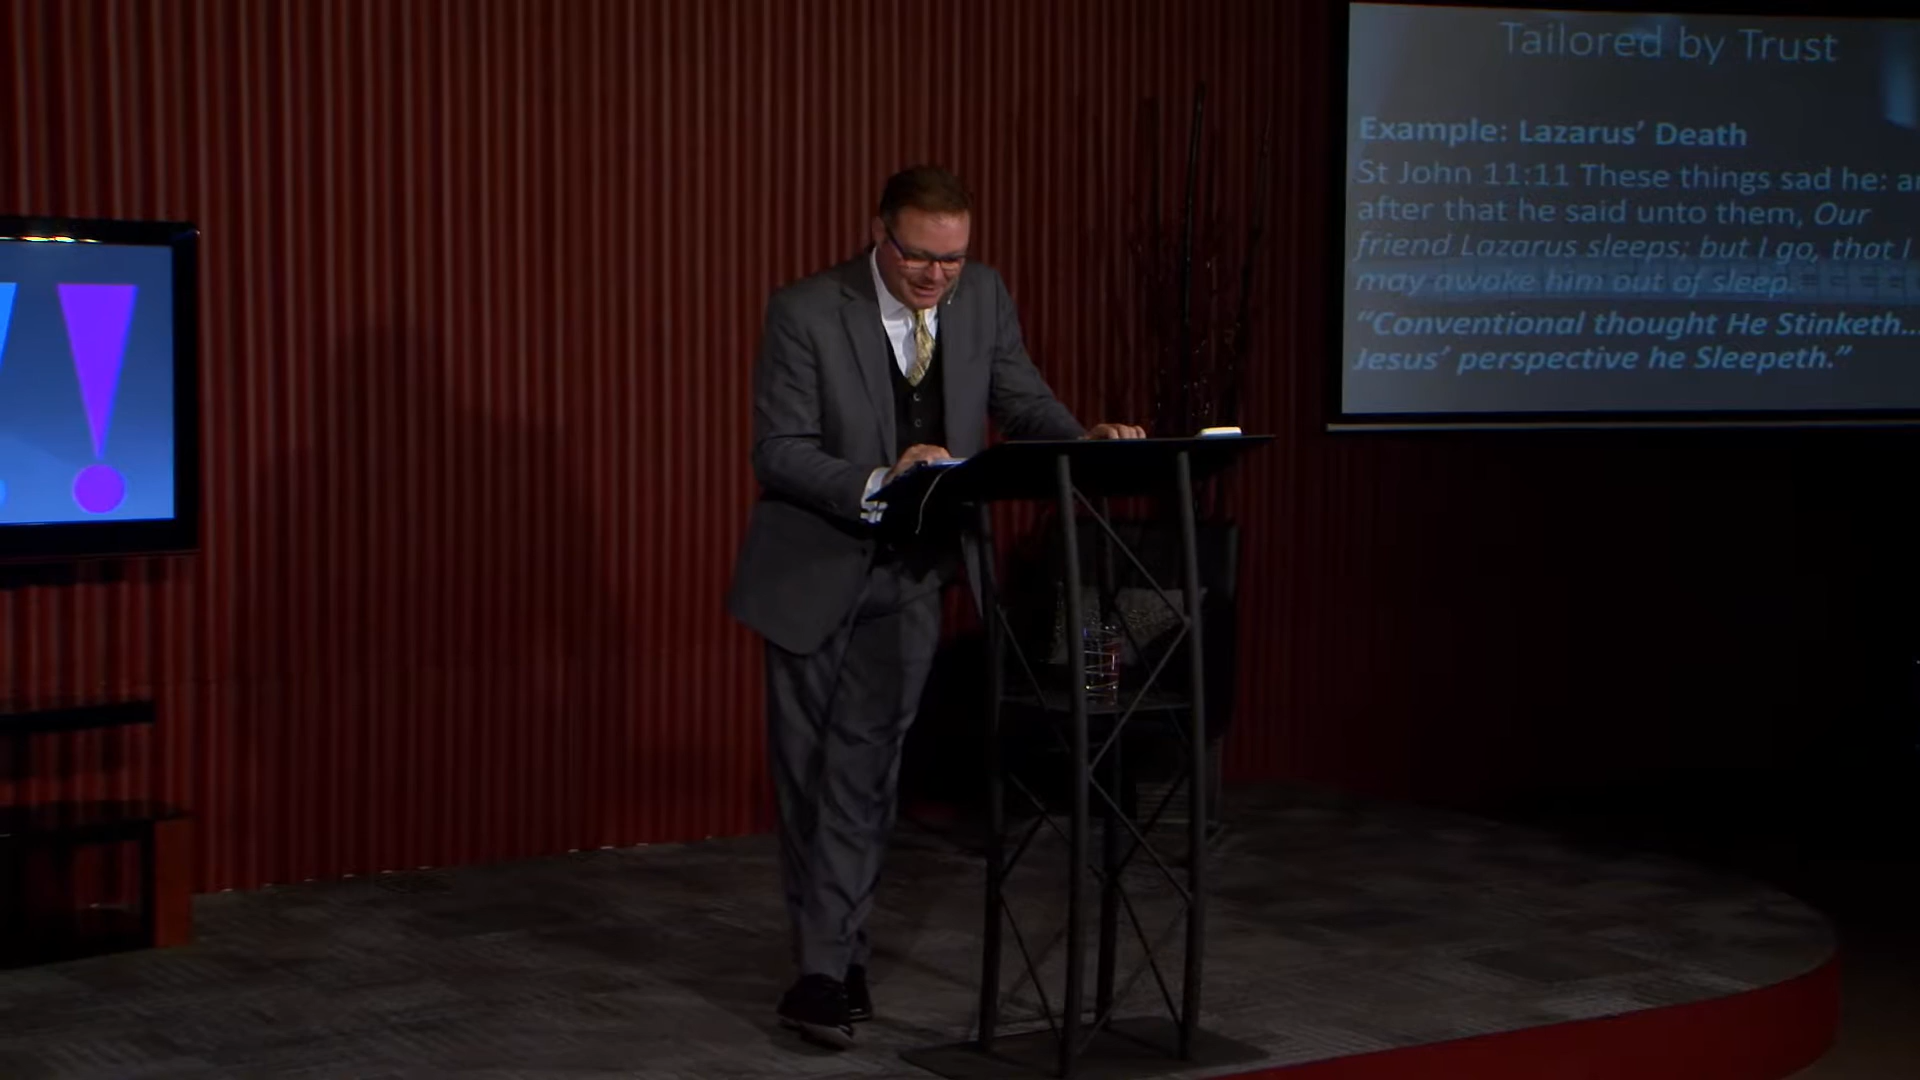 Tailored by Trust
Example: Lazarus’ Death
St John 11:11 These things sad he: an
after that he said unto them, Our
friend Lazarus sleeps; but I go, that I
may awake him out of sleep.
“Conventional thought He Stinketh...
Jesus’ perspective he Sleepeth.”
!